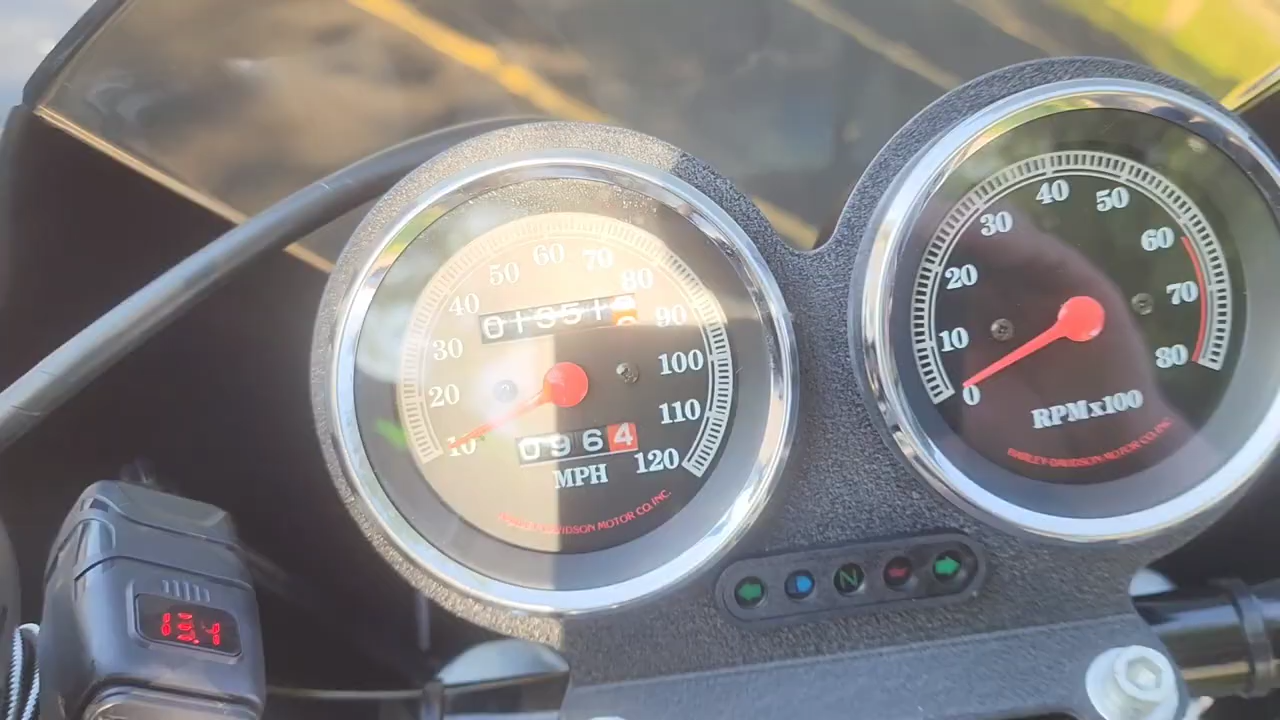 10 20 30 40 50 60 70 80 90 100 110 120
0964
MPH
HARLEY-DAVIDSON MOTOR CO. INC.
0 10 20 30 40 50 60 70 80
RPMx100
HARLEY-DAVIDSON MOTOR CO. INC.
N
13.4